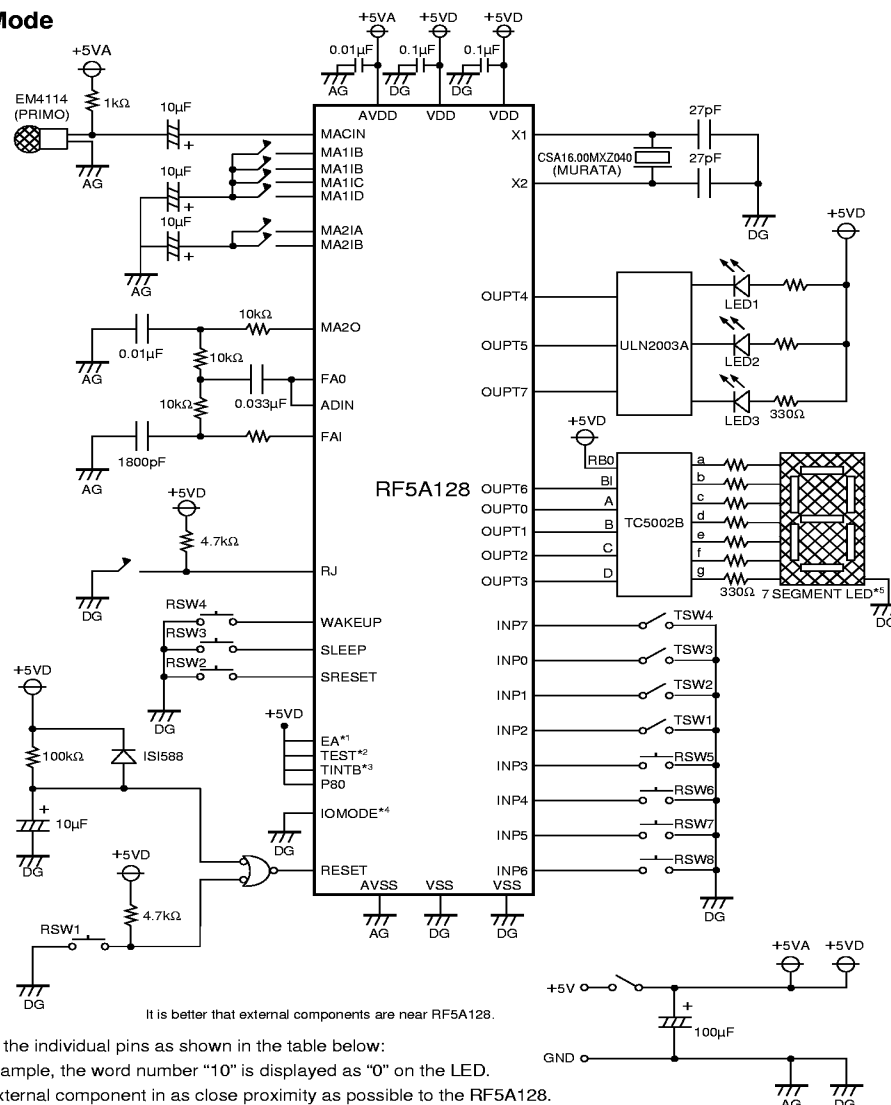 Mode
+5VA
+5VD
+5VD
0.01µF
0.1µF
0.1µF
AG
DG
DG
AVDD
VDD
VDD
+5VA
EM4114
(PRIMO)
1kΩ
10µF
+
AG
MACIN
MA1IB
MA1IB
MA1IC
MA1ID
10µF
+
10µF
+
MA2IA
MA2IB
AG
X1
X2
CSA16.00MXZ040
(MURATA)
27pF
27pF
DG
+5VD
10kΩ
MA2O
0.01µF
AG
10kΩ
FA0
0.033µF
ADIN
10kΩ
FAI
1800pF
AG
OUPT4
OUPT5
OUPT7
ULN2003A
LED1
LED2
LED3
330Ω
+5VD
RB0
BI
A
B
C
D
OUPT6
OUPT0
OUPT1
OUPT2
OUPT3
TC5002B
a
b
c
d
e
f
g
330Ω
7 SEGMENT LED*5
DG
RF5A128
+5VD
4.7kΩ
RJ
DG
RSW4
WAKEUP
RSW3
SLEEP
RSW2
SRESET
DG
+5VD
EA*1
TEST*2
TINTB*3
P80
IOMODE*4
DG
+5VD
100kΩ
ISI588
+
10µF
DG
+5VD
4.7kΩ
RSW1
DG
RESET
AVSS
VSS
VSS
AG
DG
DG
INP7
TSW4
INP0
TSW3
INP1
TSW2
INP2
TSW1
INP3
RSW5
INP4
RSW6
INP5
RSW7
INP6
RSW8
DG
+5VA
+5VD
+5V
+
100µF
GND
AG
DG
It is better that external components are near RF5A128.
the individual pins as shown in the table below:
ample, the word number “10” is displayed as “0” on the LED.
xternal component in as close proximity as possible to the RF5A128.